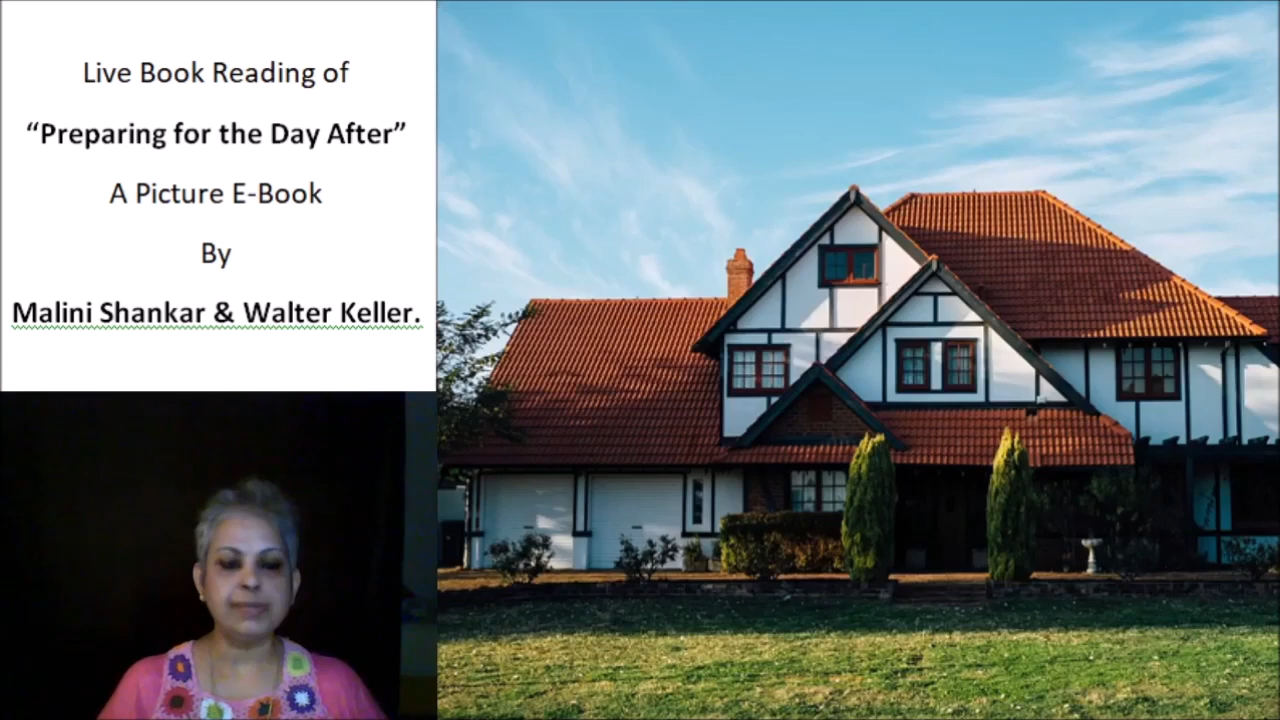 Live Book Reading of
“Preparing for the Day After”
A Picture E-Book
By
Malini Shankar & Walter Keller.